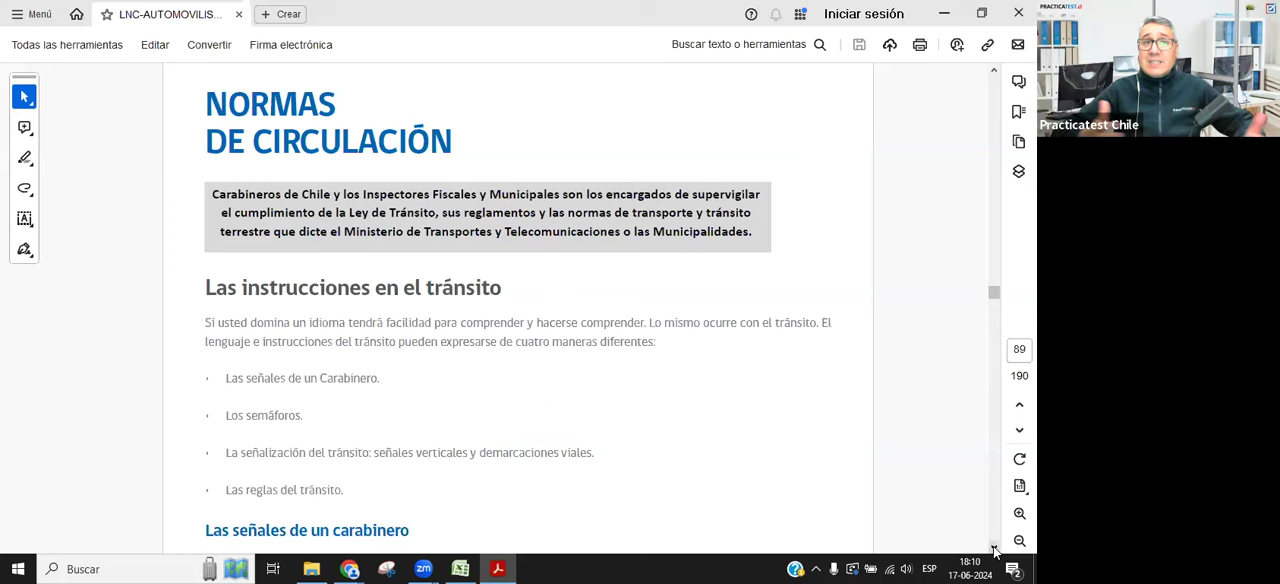 Menú
LNC-AUTOMOVILIS...
Crear
Iniciar sesión
Todas las herramientas
Editar
Convertir
Firma electrónica
Buscar texto o herramientas
NORMAS
DE CIRCULACIÓN
Carabineros de Chile y los Inspectores Fiscales y Municipales son los encargados de supervigilar
el cumplimiento de la Ley de Tránsito, sus reglamentos y las normas de transporte y tránsito
terrestre que dicte el Ministerio de Transportes y Telecomunicaciones o las Municipalidades.
Las instrucciones en el tránsito
Si usted domina un idioma tendrá facilidad para comprender y hacerse comprender. Lo mismo ocurre con el tránsito. El
lenguaje e instrucciones del tránsito pueden expresarse de cuatro maneras diferentes:
· Las señales de un Carabinero.
· Los semáforos.
· La señalización del tránsito: señales verticales y demarcaciones viales.
· Las reglas del tránsito.
Las señales de un carabinero
89
190
PRACTICATEST.cl
Practicatest Chile
Buscar
zm
ESP
18:10
17-06-2024
2